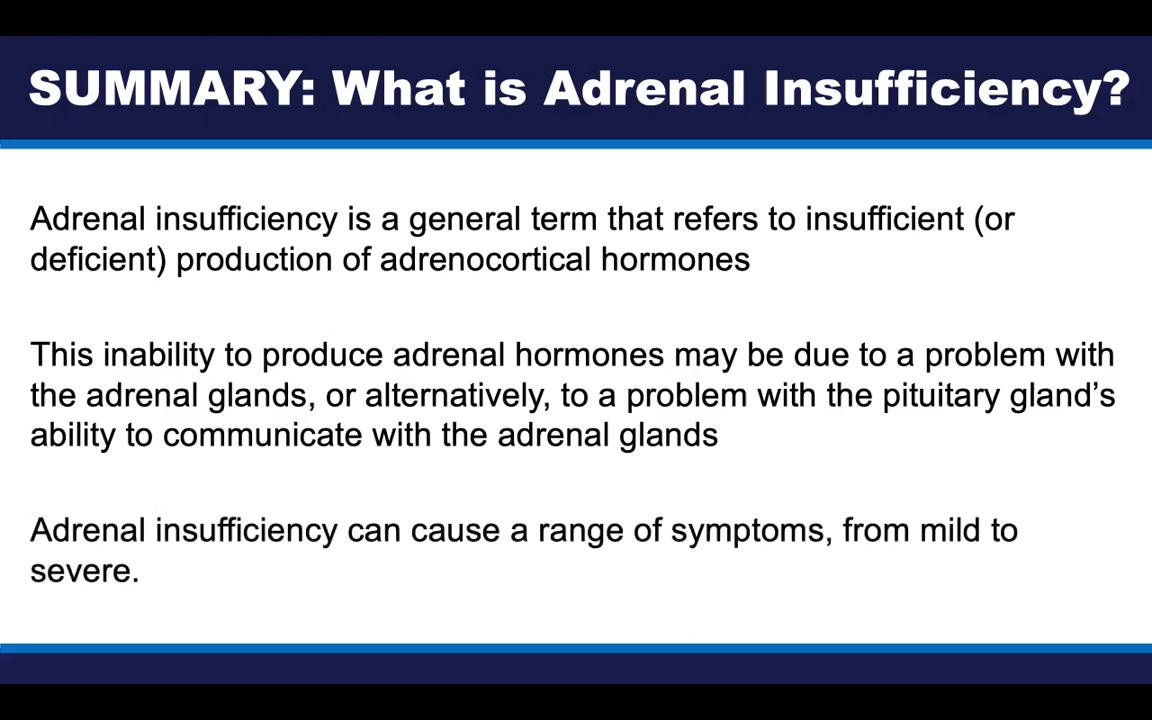 SUMMARY: What is Adrenal Insufficiency?
Adrenal insufficiency is a general term that refers to insufficient (or
deficient) production of adrenocortical hormones
This inability to produce adrenal hormones may be due to a problem with
the adrenal glands, or alternatively, to a problem with the pituitary gland’s
ability to communicate with the adrenal glands
Adrenal insufficiency can cause a range of symptoms, from mild to
severe.